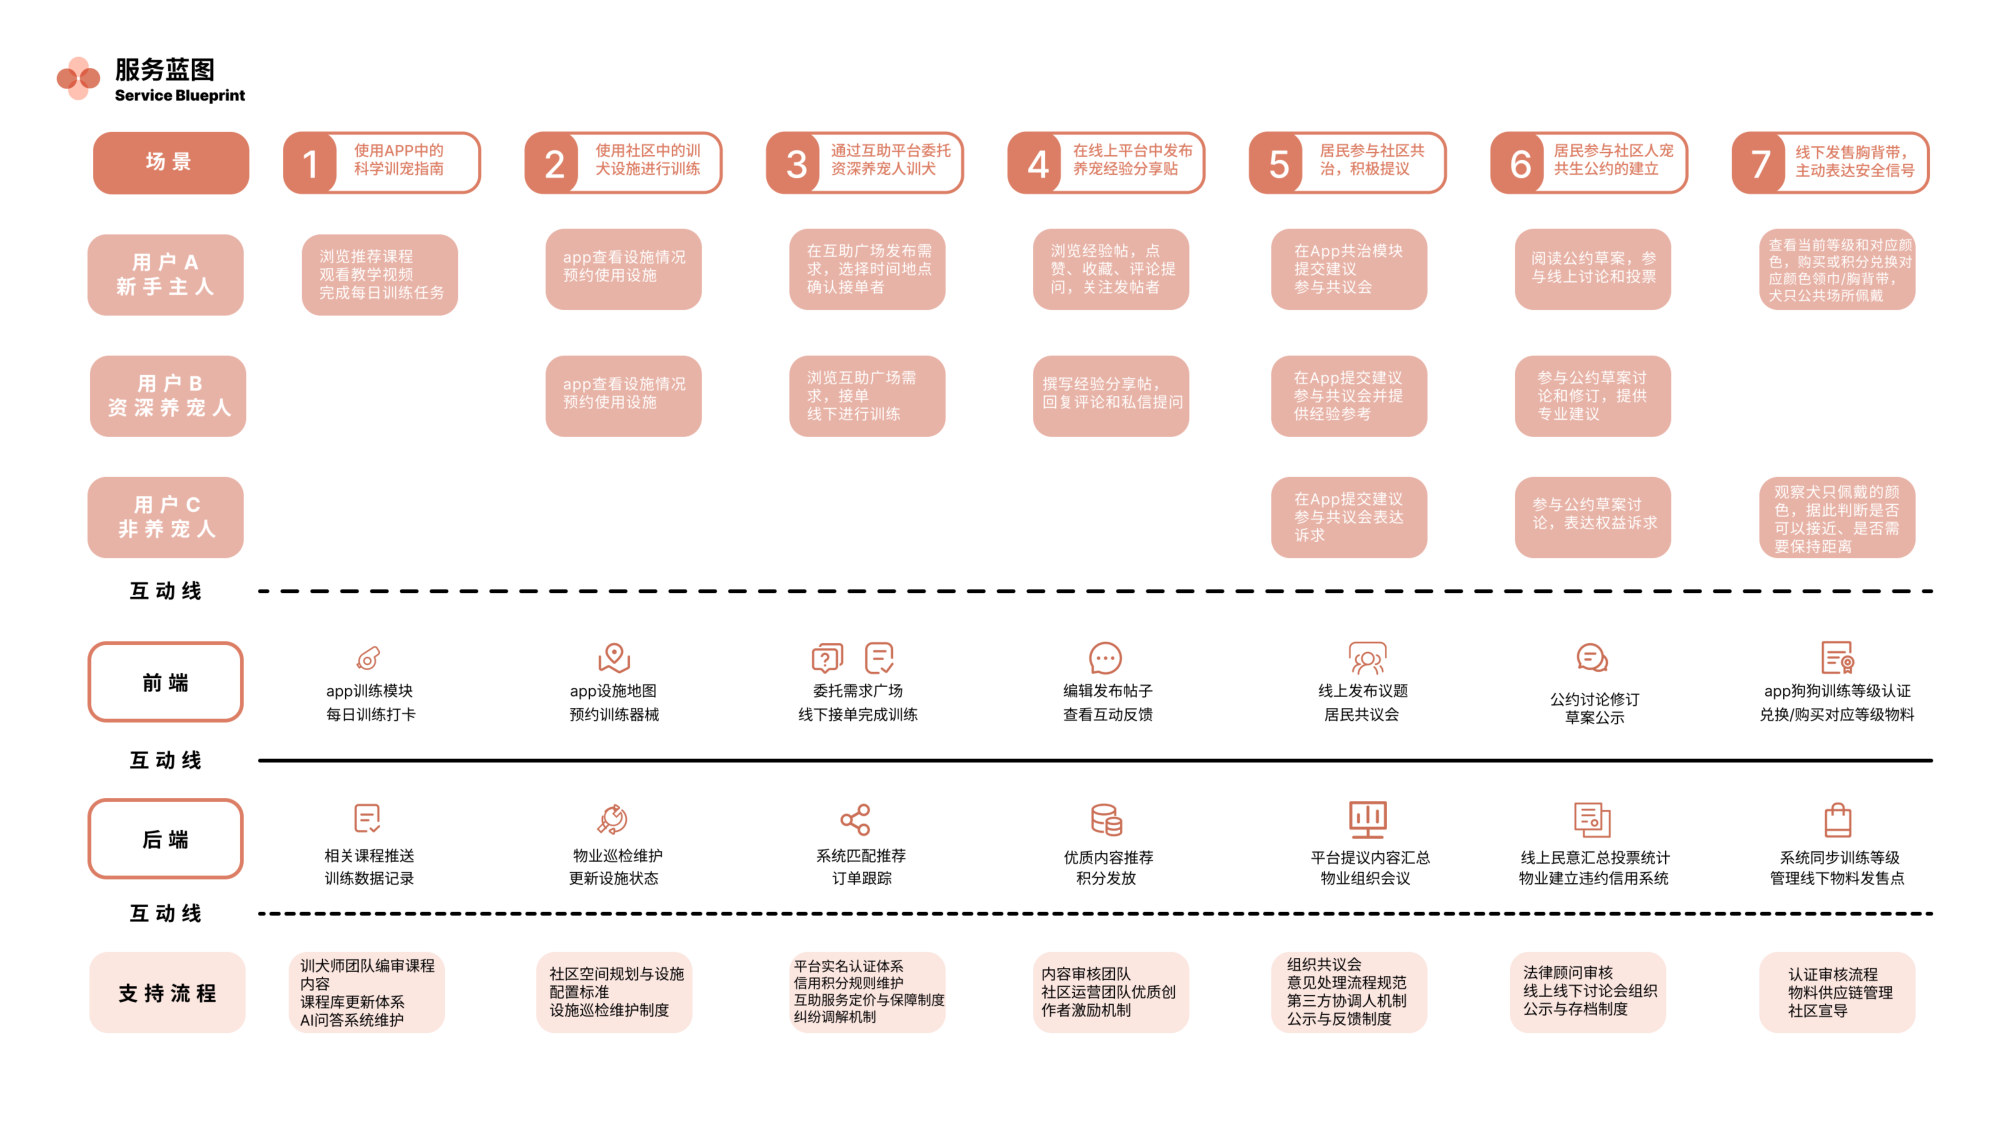 服务蓝图
Service Blueprint
场景
1
使用APP中的
科学训宠指南
2
使用社区中的训
犬设施进行训练
3
通过互助平台委托
资深养宠人训犬
4
在线上平台中发布
养宠经验分享贴
5
居民参与社区共
治，积极提议
6
居民参与社区人宠
共生公约的建立
7
线下发售胸背带，
主动表达安全信号
用户A
新手主人
浏览推荐课程
观看教学视频
完成每日训练任务
app查看设施情况
预约使用设施
在互助广场发布需
求，选择时间地点
确认接单者
浏览经验帖，点
赞、收藏、评论提
问，关注发帖者
在App共治模块
提交建议
参与共议会
阅读公约草案，参
与线上讨论和投票
查看当前等级和对应颜
色，购买或积分兑换对
应颜色领巾/胸背带，
犬只公共场所佩戴
用户B
资深养宠人
app查看设施情况
预约使用设施
浏览互助广场需
求，接单
线下进行训练
撰写经验分享帖，
回复评论和私信提问
在App提交建议
参与共议会并提
供经验参考
参与公约草案讨
论和修订，提供
专业建议
用户C
非养宠人
在App提交建议
参与共议会表达
诉求
参与公约草案讨
论，表达权益诉求
观察犬只佩戴的颜
色，据此判断是否
可以接近、是否需
要保持距离
互动线
前端
app训练模块
每日训练打卡
app设施地图
预约训练器械
委托需求广场
线下接单完成训练
编辑发布帖子
查看互动反馈
线上发布议题
居民共议会
公约讨论修订
草案公示
app狗狗训练等级认证
兑换/购买对应等级物料
互动线
后端
相关课程推送
训练数据记录
物业巡检维护
更新设施状态
系统匹配推荐
订单跟踪
优质内容推荐
积分发放
平台提议内容汇总
物业组织会议
线上民意汇总投票统计
物业建立违约信用系统
系统同步训练等级
管理线下物料发售点
互动线
支持流程
训犬师团队编审课程
内容
课程库更新体系
AI问答系统维护
社区空间规划与设施
配置标准
设施巡检维护制度
平台实名认证体系
信用积分规则维护
互助服务定价与保障制度
纠纷调解机制
内容审核团队
社区运营团队优质创
作者激励机制
组织共议会
意见处理流程规范
第三方协调人机制
公示与反馈制度
法律顾问审核
线上线下讨论会组织
公示与存档制度
认证审核流程
物料供应链管理
社区宣导